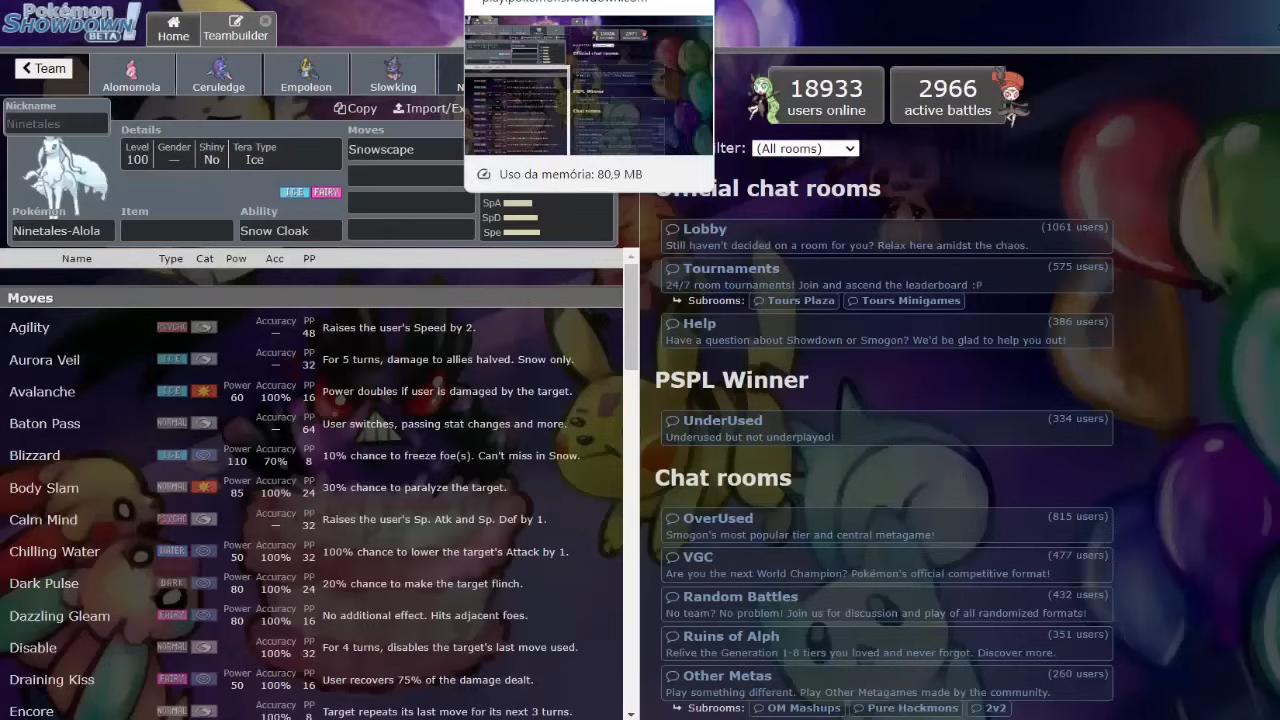 Pokémon
SHOWDOWN!
BETA
Home
Teambuilder
Team
Alomomola
Ceruledge
Empoleon
Slowking
Nickname
Ninetales
Copy
Import/Ex
Details
Level
100
Gender
—
Shiny
No
Tera Type
Ice
ICE FAIRY
Pokémon
Ninetales-Alola
Item
Ability
Snow Cloak
Moves
Snowscape
SpA
SpD
Spe
Uso da memória: 80,9 MB
18933
users online
2966
active battles
(All rooms)
Official chat rooms
Lobby (1061 users)
Still haven't decided on a room for you? Relax here amidst the chaos.
Tournaments (575 users)
24/7 room tournaments! Join and ascend the leaderboard :P
Subrooms: Tours Plaza Tours Minigames
Help (386 users)
Have a question about Showdown or Smogon? We'd be glad to help you out!
PSPL Winner
UnderUsed (334 users)
Underused but not underplayed!
Chat rooms
OverUsed (815 users)
Smogon's most popular tier and central metagame!
VGC (477 users)
Are you the next World Champion? Pokémon's official competitive format!
Random Battles (432 users)
No team? No problem! Join us for discussion and play of all randomized formats!
Ruins of Alph (351 users)
Relive the Generation 1-8 tiers you loved and never forgot. Discover more.
Other Metas (260 users)
Play something different. Play Other Metagames made by the community.
Subrooms: OM Mashups Pure Hackmons 2v2
Name Type Cat Pow Acc PP
Moves
Agility PSYCHC Accuracy — PP 48 Raises the user's Speed by 2.
Aurora Veil ICE Accuracy — PP 32 For 5 turns, damage to allies halved. Snow only.
Avalanche ICE Power 60 Accuracy 100% PP 16 Power doubles if user is damaged by the target.
Baton Pass NORMAL Accuracy — PP 64 User switches, passing stat changes and more.
Blizzard ICE Power 110 Accuracy 70% PP 8 10% chance to freeze foe(s). Can't miss in Snow.
Body Slam NORMAL Power 85 Accuracy 100% PP 24 30% chance to paralyze the target.
Calm Mind PSYCHC Accuracy — PP 32 Raises the user's Sp. Atk and Sp. Def by 1.
Chilling Water WATER Power 50 Accuracy 100% PP 32 100% chance to lower the target's Attack by 1.
Dark Pulse DARK Power 80 Accuracy 100% PP 24 20% chance to make the target flinch.
Dazzling Gleam FAIRY Power 80 Accuracy 100% PP 16 No additional effect. Hits adjacent foes.
Disable NORMAL Accuracy 100% PP 32 For 4 turns, disables the target's last move used.
Draining Kiss FAIRY Power 50 Accuracy 100% PP 16 User recovers 75% of the damage dealt.
Encore NORMAL Accuracy 100% PP 8 Target repeats its last move for its next 3 turns.